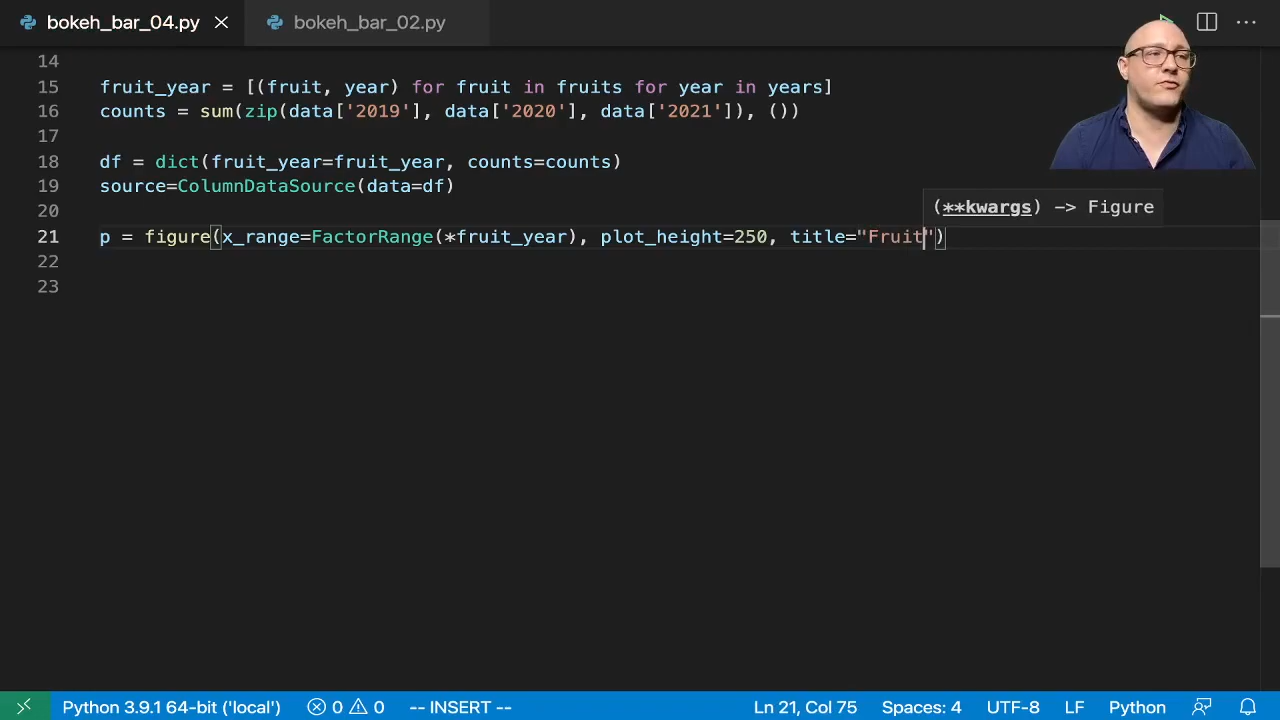 bokeh_bar_04.py
bokeh_bar_02.py
14
15 fruit_year = [(fruit, year) for fruit in fruits for year in years]
16 counts = sum(zip(data['2019'], data['2020'], data['2021']), ())
17
18 df = dict(fruit_year=fruit_year, counts=counts)
19 source=ColumnDataSource(data=df)
20
(**kwargs) -> Figure
21 p = figure(x_range=FactorRange(*fruit_year), plot_height=250, title="Fruit")
22
23
Python 3.9.1 64-bit ('local') 0 0 -- INSERT -- Ln 21, Col 75 Spaces: 4 UTF-8 LF Python